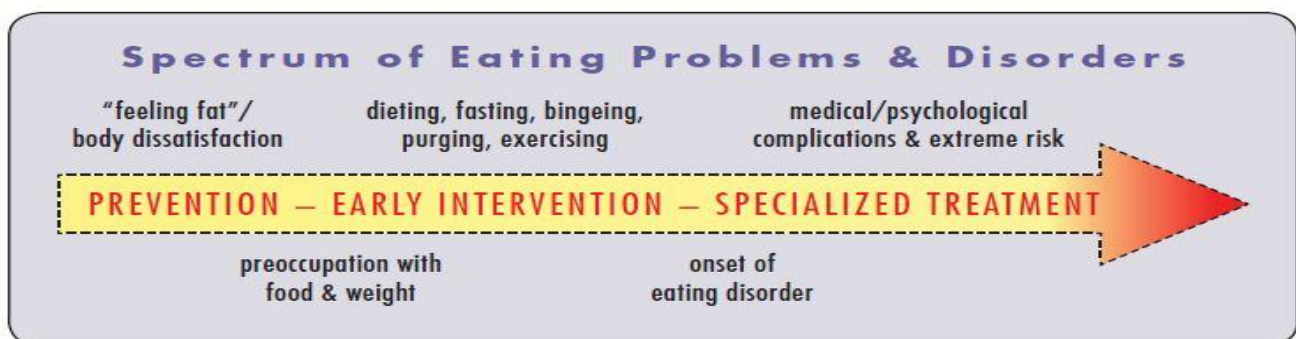 Spectrum of Eating Problems & Disorders
“feeling fat”/
body dissatisfaction
dieting, fasting, bingeing,
purging, exercising
medical/psychological
complications & extreme risk
PREVENTION – EARLY INTERVENTION – SPECIALIZED TREATMENT
preoccupation with
food & weight
onset of
eating disorder